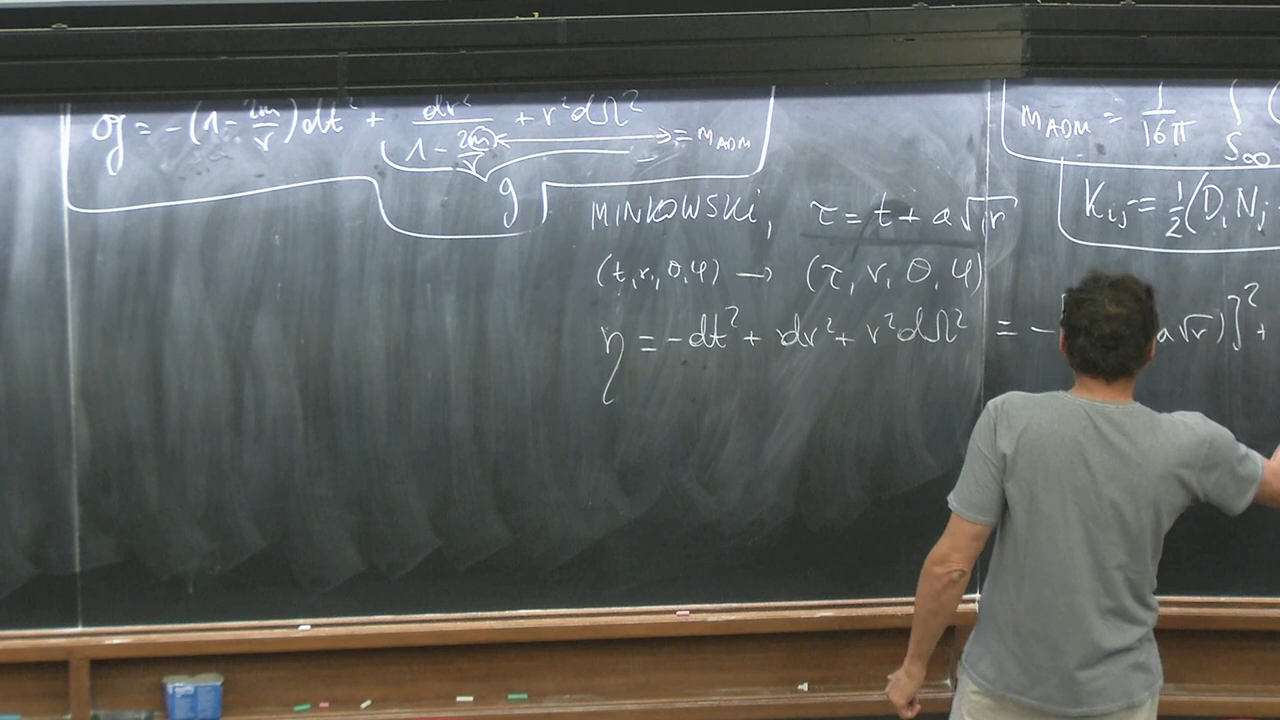 g = -(1 - 2m/r)dt² + dr²/(1 - 2m/r) + r²dΩ²
= m_ADM
g
MINKOWSKi, τ = t + a√r
(t,r,θ,φ) → (τ, r, θ, φ)
η = -dt² + dr² + r²dΩ² = -[ a√r)]² +
m_ADM = 1/16π ∫_S∞ (
K_ij = ½(D_i N_j